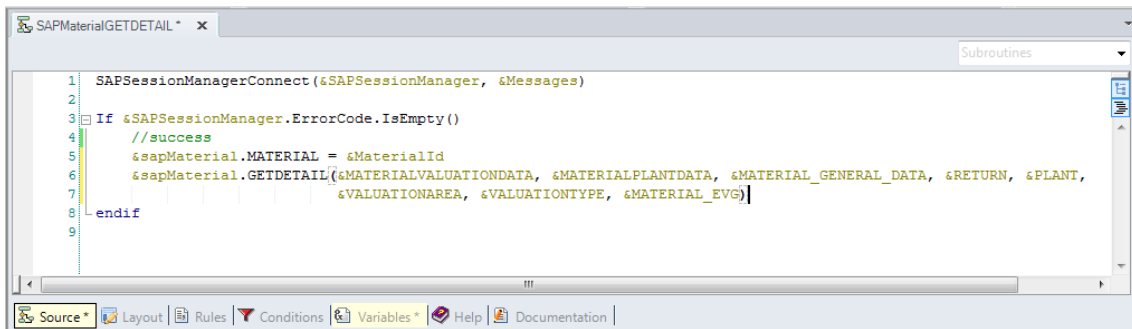 SAPMaterialGETDETAIL * x
Subroutines
1 SAPSessionManagerConnect(&SAPSessionManager, &Messages)
2
3 If &SAPSessionManager.ErrorCode.IsEmpty()
4 //success
5 &sapMaterial.MATERIAL = &MaterialId
6 &sapMaterial.GETDETAIL(&MATERIALVALUATIONDATA, &MATERIALPLANTDATA, &MATERIAL_GENERAL_DATA, &RETURN, &PLANT,
7 &VALUATIONAREA, &VALUATIONTYPE, &MATERIAL_EVG)
8 endif
9
Source * Layout Rules Conditions Variables * Help Documentation